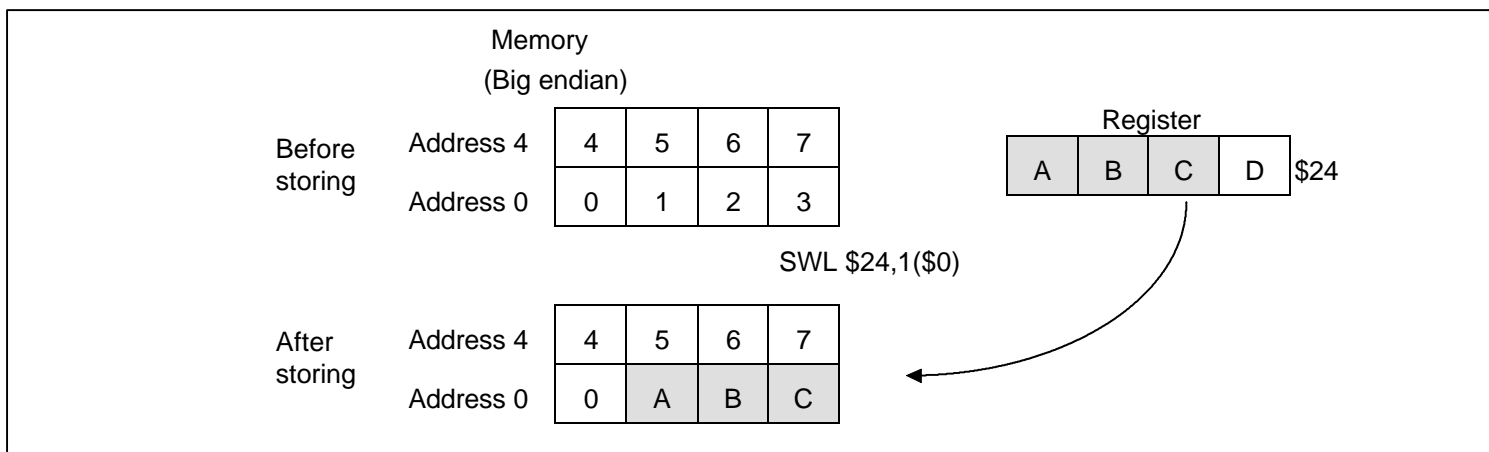 Memory
(Big endian)
Before
storing
Address 4 4 5 6 7
Address 0 0 1 2 3
Register
A B C D $24
SWL $24,1($0)
After
storing
Address 4 4 5 6 7
Address 0 0 A B C